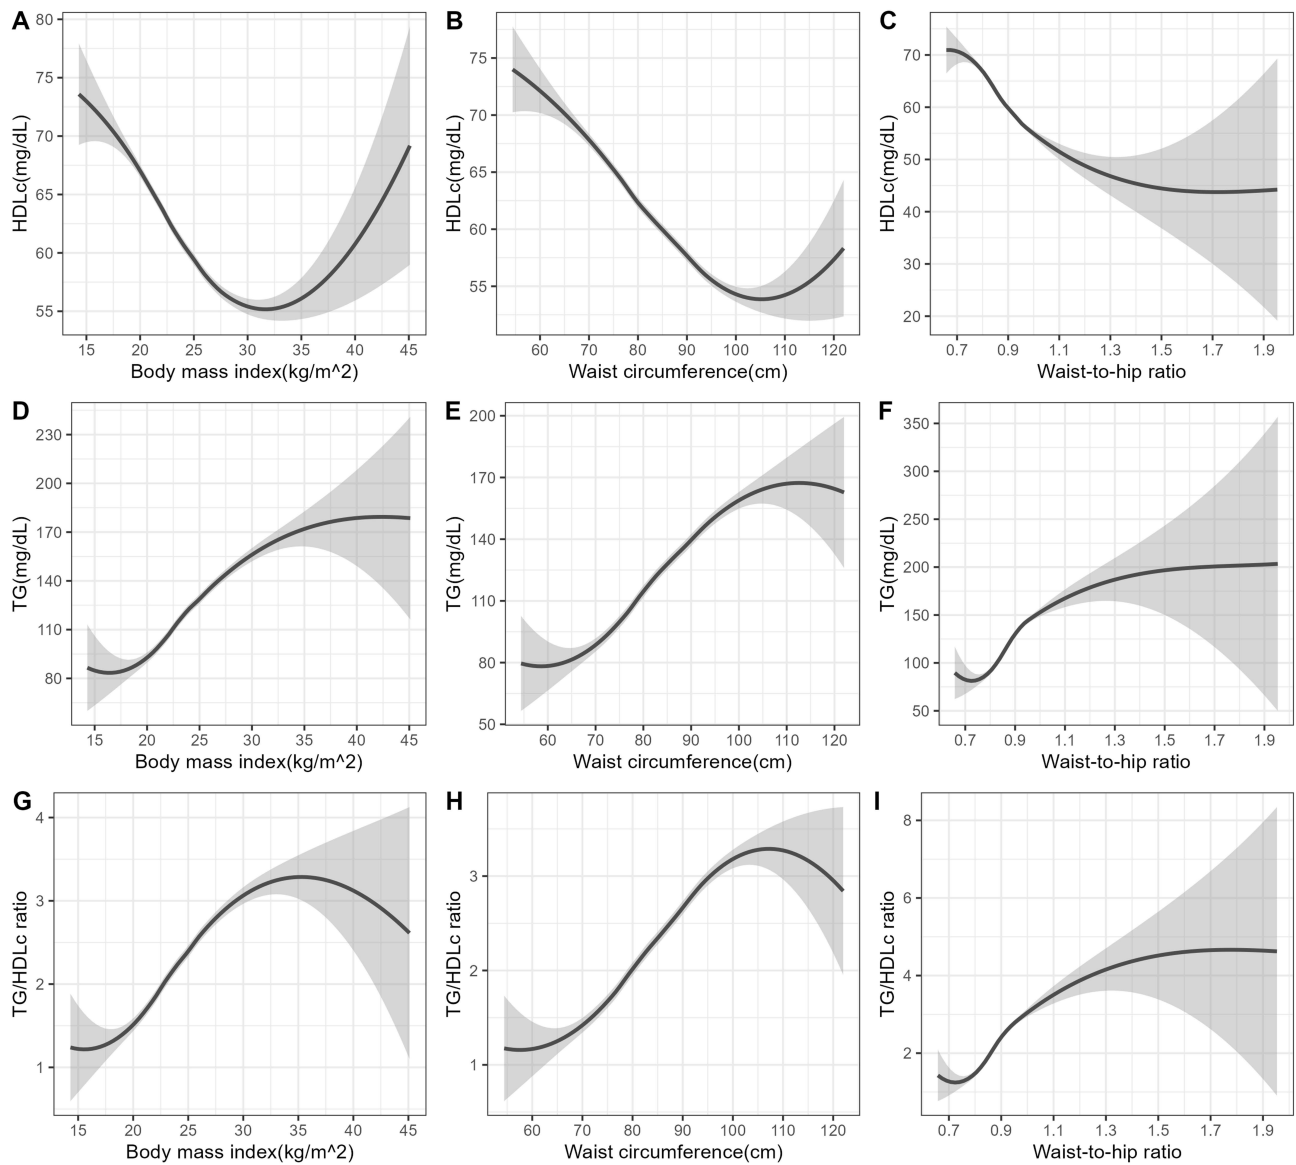 A
HDLc(mg/dL)
80
75
70
65
60
55
15 20 25 30 35 40 45
Body mass index(kg/m^2)
B
HDLc(mg/dL)
75
70
65
60
55
60 70 80 90 100 110 120
Waist circumference(cm)
C
HDLc(mg/dL)
70
60
50
40
30
20
0.7 0.9 1.1 1.3 1.5 1.7 1.9
Waist-to-hip ratio
D
TG(mg/dL)
230
200
170
140
110
80
15 20 25 30 35 40 45
Body mass index(kg/m^2)
E
TG(mg/dL)
200
170
140
110
80
50
60 70 80 90 100 110 120
Waist circumference(cm)
F
TG(mg/dL)
350
300
250
200
150
100
50
0.7 0.9 1.1 1.3 1.5 1.7 1.9
Waist-to-hip ratio
G
TG/HDLc ratio
4
3
2
1
15 20 25 30 35 40 45
Body mass index(kg/m^2)
H
TG/HDLc ratio
3
2
1
60 70 80 90 100 110 120
Waist circumference(cm)
I
TG/HDLc ratio
8
6
4
2
0.7 0.9 1.1 1.3 1.5 1.7 1.9
Waist-to-hip ratio